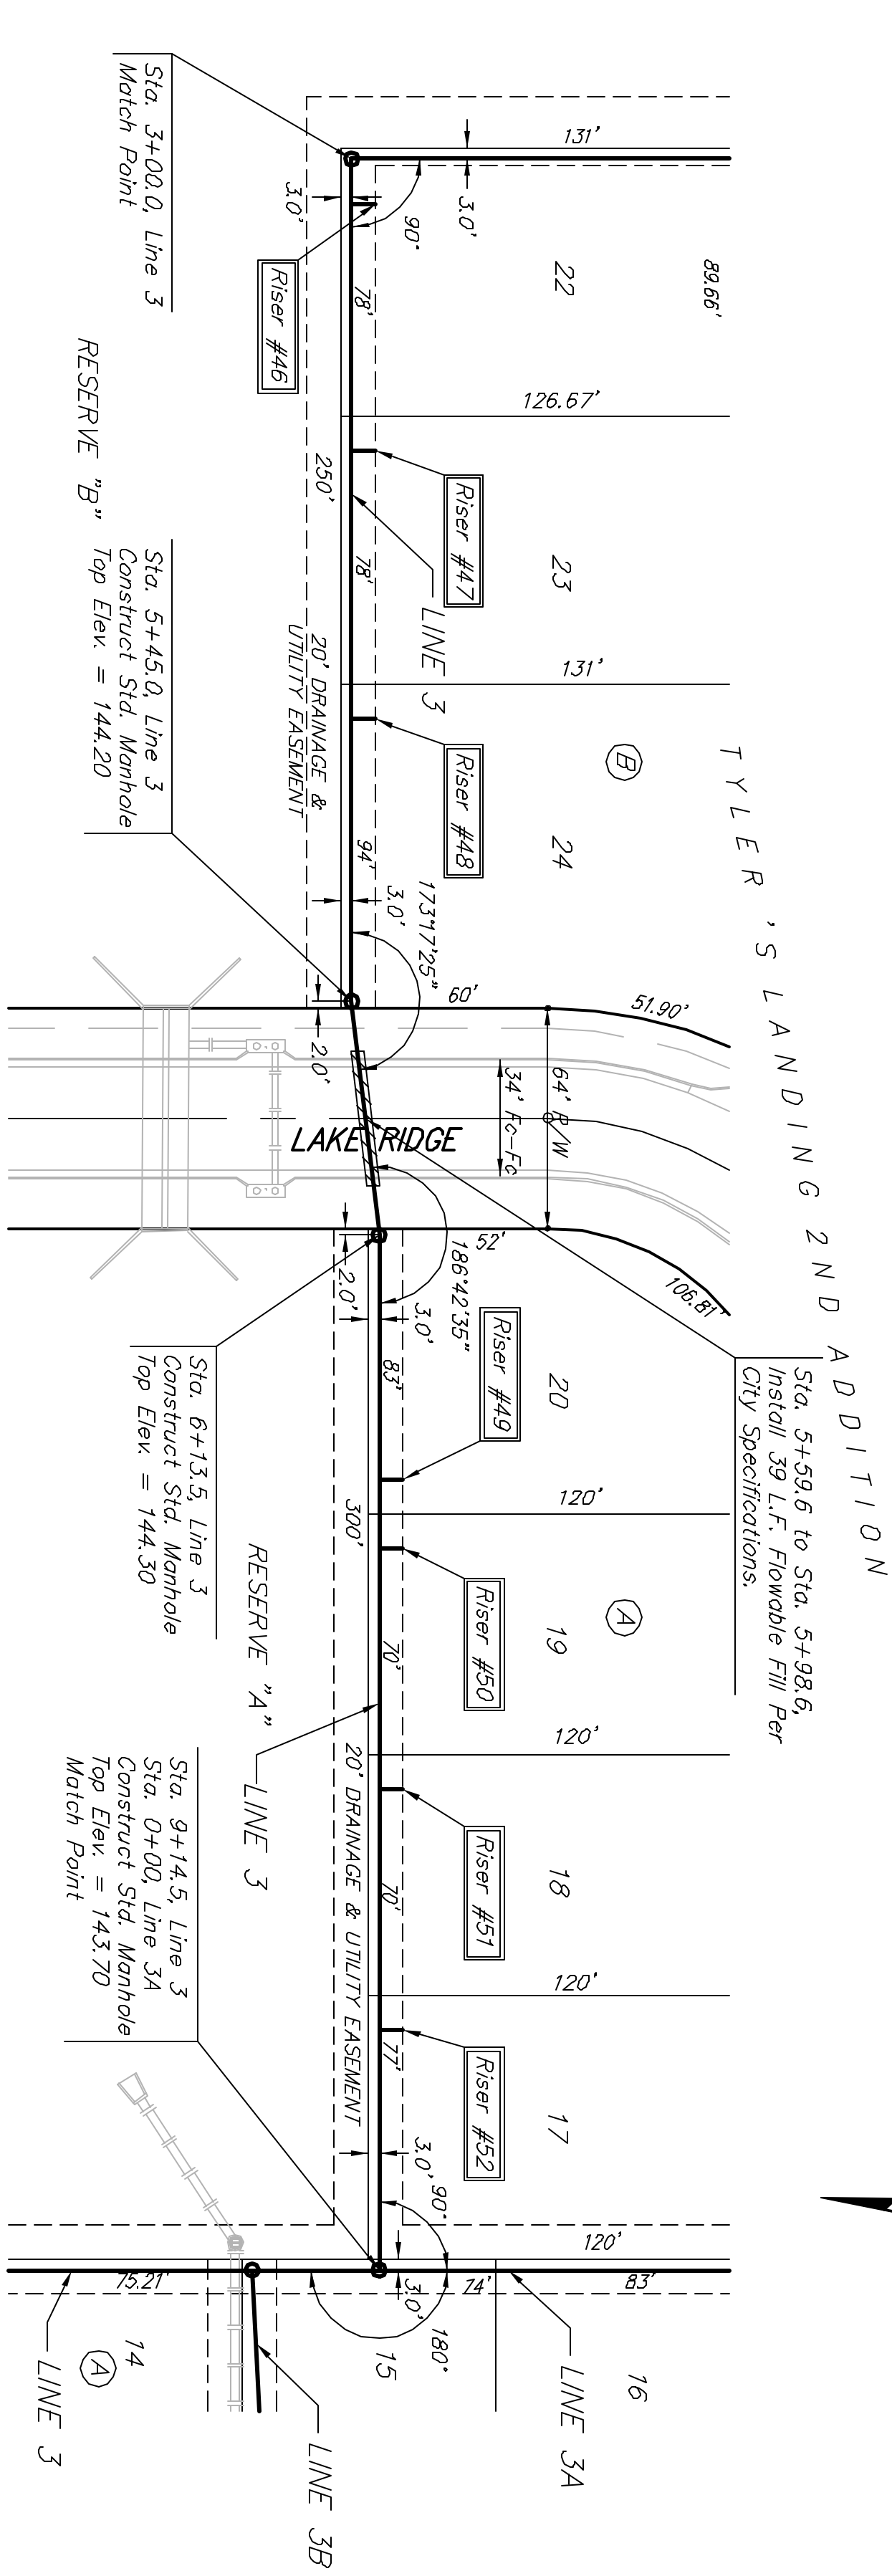 Sta. 3+00.0, Line 3
Match Point
131'
3.0'
3.0'
90°
Riser #46
22
89.66'
78'
126.67'
RESERVE "B"
250'
Riser #47
LINE 3
78'
23
131'
20' DRAINAGE &
UTILITY EASEMENT
Sta. 5+45.0, Line 3
Construct Std. Manhole
Top Elev. = 144.20
Riser #48
B
24
94'
3.0'
173°17'25"
TYLER'S LANDING 2ND ADDITION
60'
51.90'
2.0'
34' Fc-Fc
64' R/W
LAKE RIDGE
52'
106.81'
186°42'35"
2.0'
3.0'
Sta. 5+59.6 to Sta. 5+98.6,
Install 39 L.F. Flowable Fill Per
City Specifications.
Sta. 6+13.5, Line 3
Construct Std. Manhole
Top Elev. = 144.30
83'
Riser #49
20
300'
120'
RESERVE "A"
Riser #50
19
A
70'
LINE 3
120'
20' DRAINAGE & UTILITY EASEMENT
Riser #51
18
70'
120'
Sta. 9+14.5, Line 3
Sta. 0+00, Line 3A
Construct Std. Manhole
Top Elev. = 143.70
Match Point
Riser #52
17
77'
3.0'
90°
120'
75.21'
3.0'
74'
83'
180°
14
A
15
16
LINE 3
LINE 3B
LINE 3A